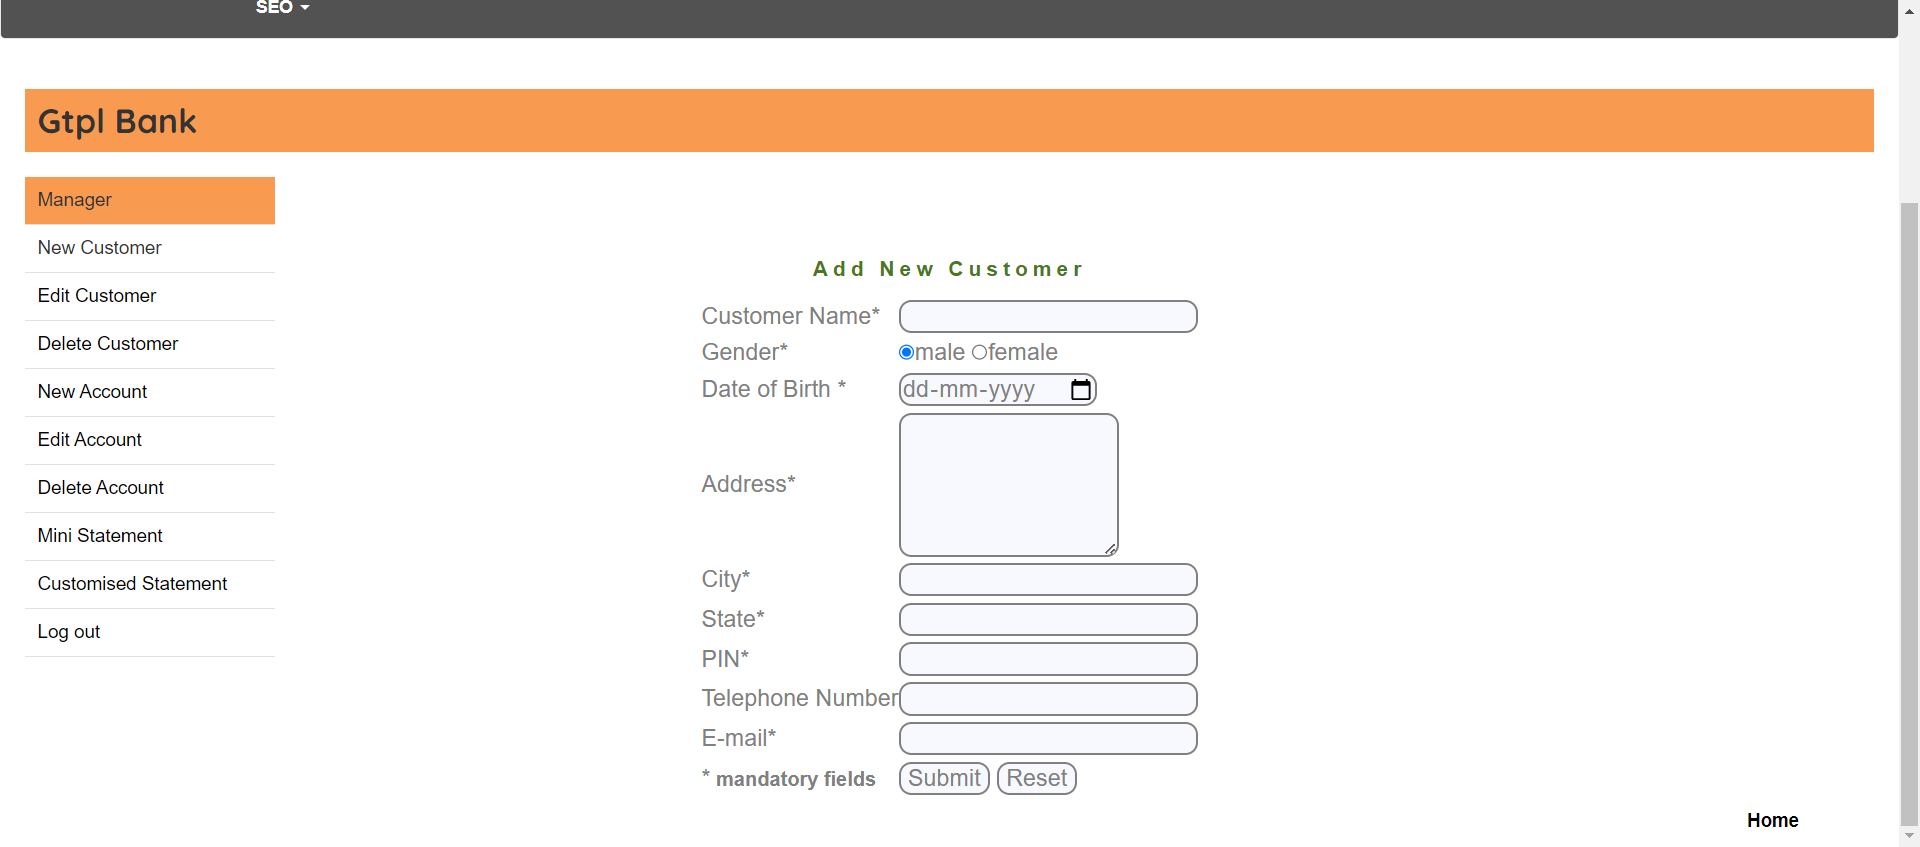 SEO
Gtpl Bank
Manager
New Customer
Edit Customer
Delete Customer
New Account
Edit Account
Delete Account
Mini Statement
Customised Statement
Log out
Add New Customer
Customer Name*
Gender* male female
Date of Birth * dd-mm-yyyy
Address*
City*
State*
PIN*
Telephone Number
E-mail*
* mandatory fields Submit Reset
Home